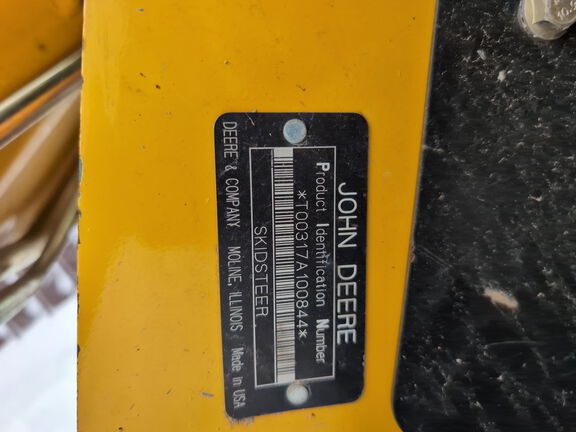 JOHN DEERE
Product Identification Number
*T00317A100844*
SKIDSTEER
DEERE & COMPANY MOLINE, ILLINOIS Made in USA